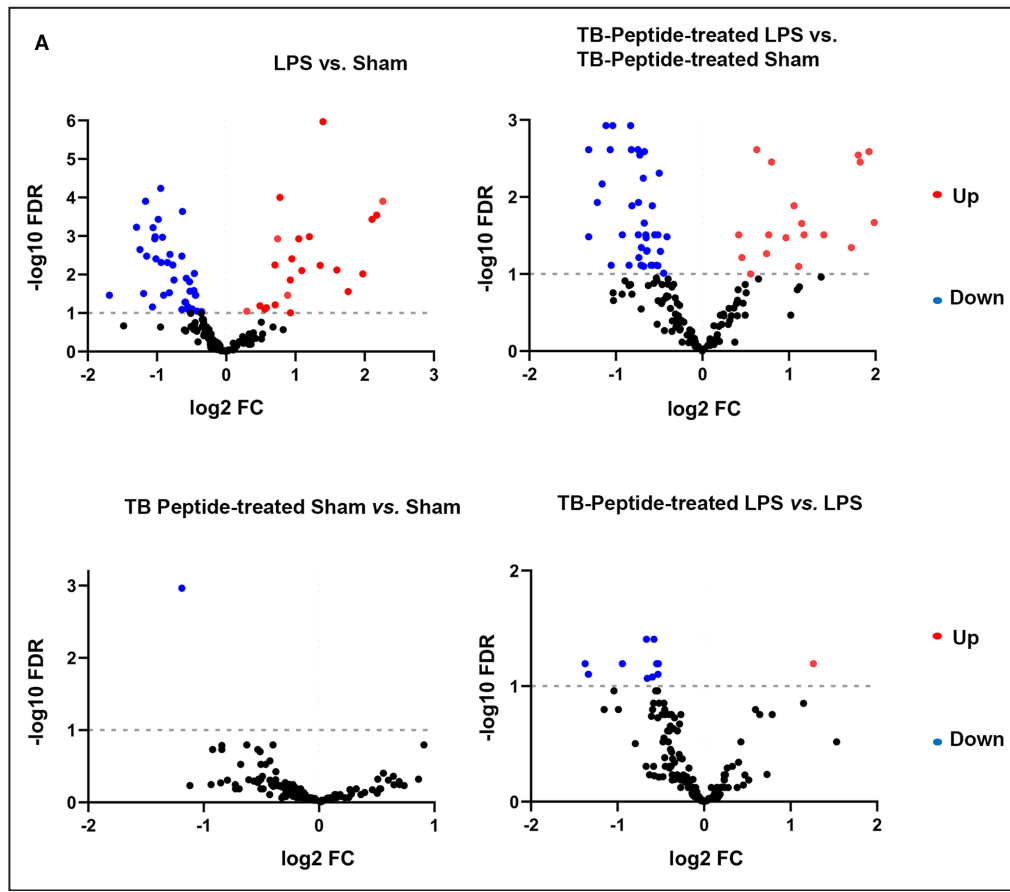 A
LPS vs. Sham
6
5
4
3
2
1
0
-2
-1
0
1
2
3
-log10 FDR
log2 FC
TB-Peptide-treated LPS vs.
TB-Peptide-treated Sham
3
2
1
0
-2
-1
0
1
2
-log10 FDR
log2 FC
Up
Down
TB Peptide-treated Sham vs. Sham
3
2
1
0
-2
-1
0
1
-log10 FDR
log2 FC
TB-Peptide-treated LPS vs. LPS
2
1
0
-2
-1
0
1
2
-log10 FDR
log2 FC
Up
Down